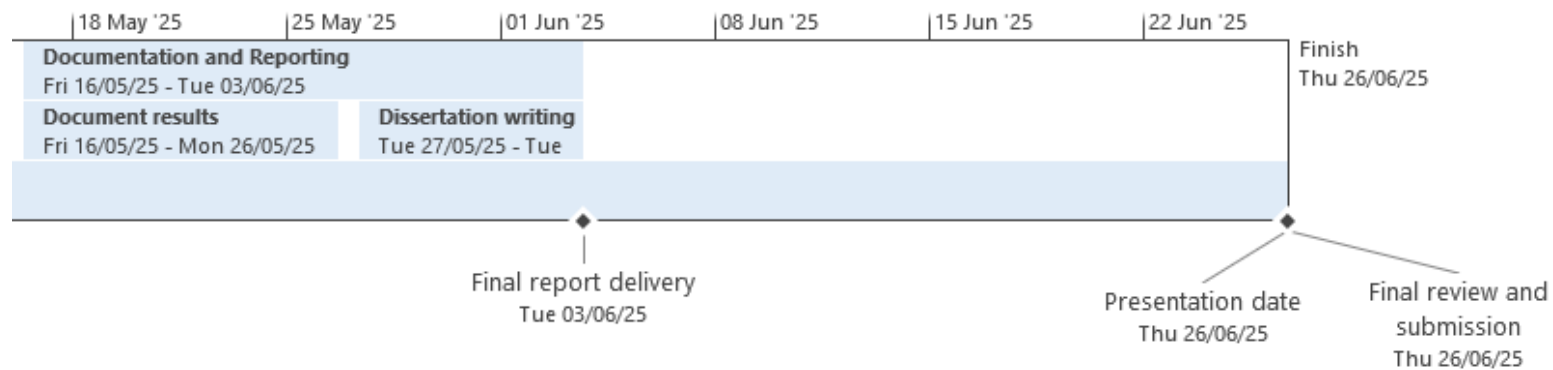 18 May '25
25 May '25
01 Jun '25
08 Jun '25
15 Jun '25
22 Jun '25
Documentation and Reporting
Fri 16/05/25 - Tue 03/06/25
Finish
Thu 26/06/25
Document results
Fri 16/05/25 - Mon 26/05/25
Dissertation writing
Tue 27/05/25 - Tue
Final report delivery
Tue 03/06/25
Presentation date
Thu 26/06/25
Final review and
submission
Thu 26/06/25